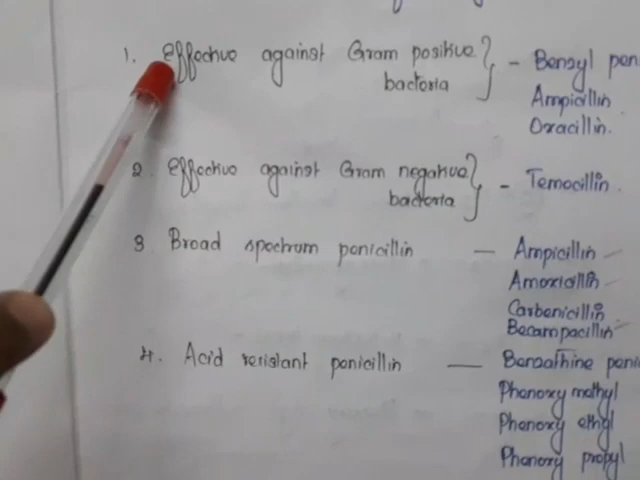 1. Effective against Gram positive } - Benzyl pen
bacteria
Ampicillin
Oxacillin.
2. Effective against Gram negative } - Temocillin.
bacteria
3. Broad spectrum penicillin — Ampicillin
Amoxicillin
Carbenicillin
Becampacillin
4. Acid resistant penicillin — Benzathine peni
Phenoxy methyl
Phenoxy ethyl
Phenoxy propyl